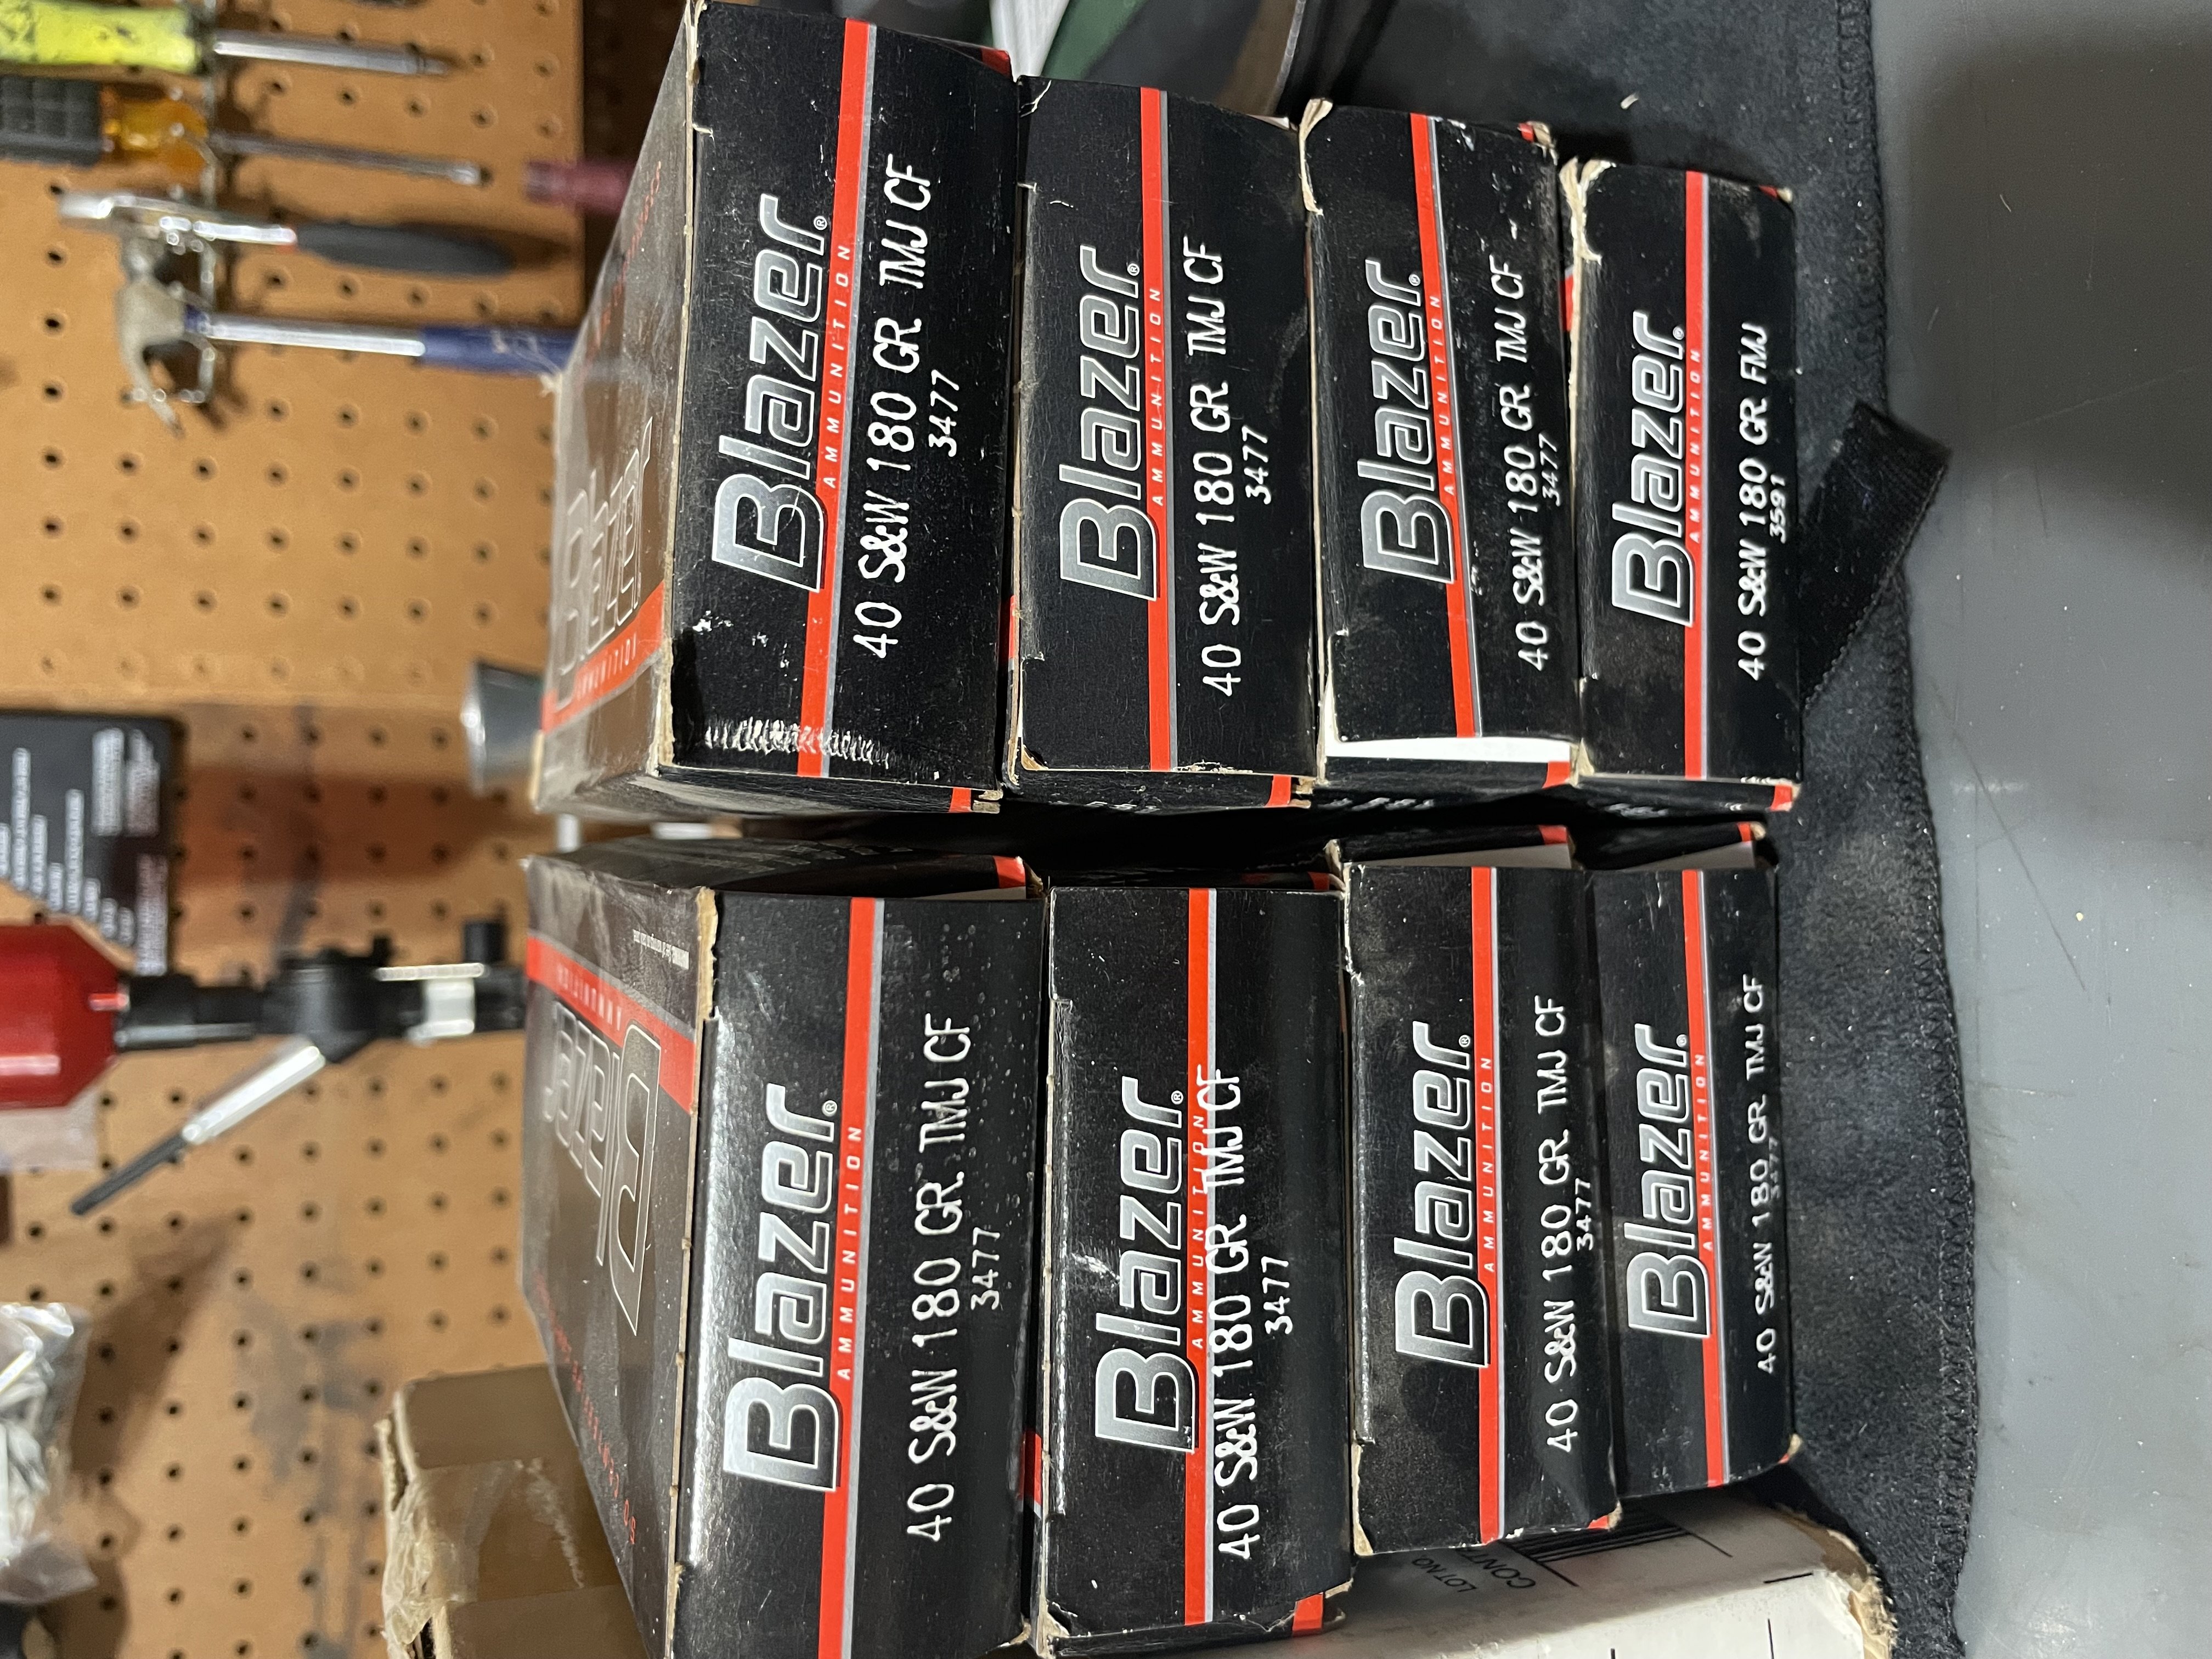 Blazer®
AMMUNITION
40 S&W 180 GR. TMJ CF
3477
Blazer®
AMMUNITION
40 S&W 180 GR TMJ CF
3477
Blazer®
AMMUNITION
40 S&W 180 GR. TMJ CF
3477
Blazer®
AMMUNITION
40 S&W 180 GR. TMJ CF
3477
Blazer®
AMMUNITION
40 S&W 180 GR TMJ CF
3477
Blazer®
AMMUNITION
40 S&W 180 GR TMJ CF
3477
Blazer®
AMMUNITION
40 S&W 180 GR TMJ CF
3477
Blazer®
AMMUNITION
40 S&W 180 GR FMJ
3591
Blazer
AMMUNITION
Blazer
LOT NO